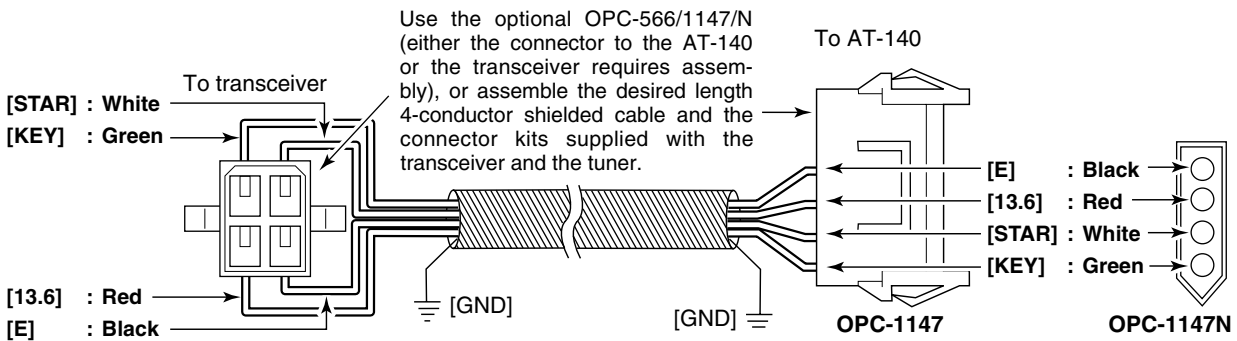 Use the optional OPC-566/1147/N
(either the connector to the AT-140
or the transceiver requires assem-
bly), or assemble the desired length
4-conductor shielded cable and the
connector kits supplied with the
transceiver and the tuner.
To transceiver
[STAR] : White
[KEY] : Green
[13.6] : Red
[E] : Black
[GND]
[GND]
To AT-140
[E] : Black
[13.6] : Red
[STAR] : White
[KEY] : Green
OPC-1147
OPC-1147N